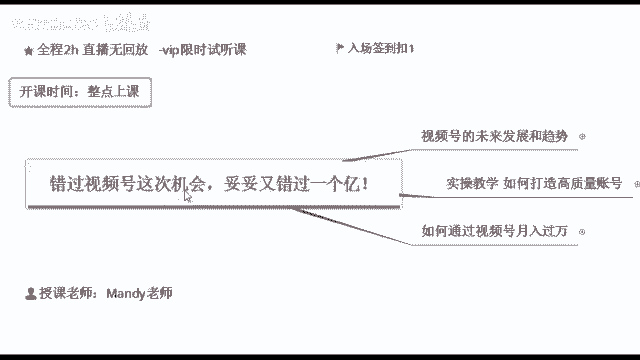 全程2h 直播无回放 -vip限时试听课
入场签到扣1
开课时间：整点上课
视频号的未来发展和趋势
错过视频号这次机会，妥妥又错过一个亿！
实操教学 如何打造高质量账号
如何通过视频号月入过万
授课老师：Mandy老师